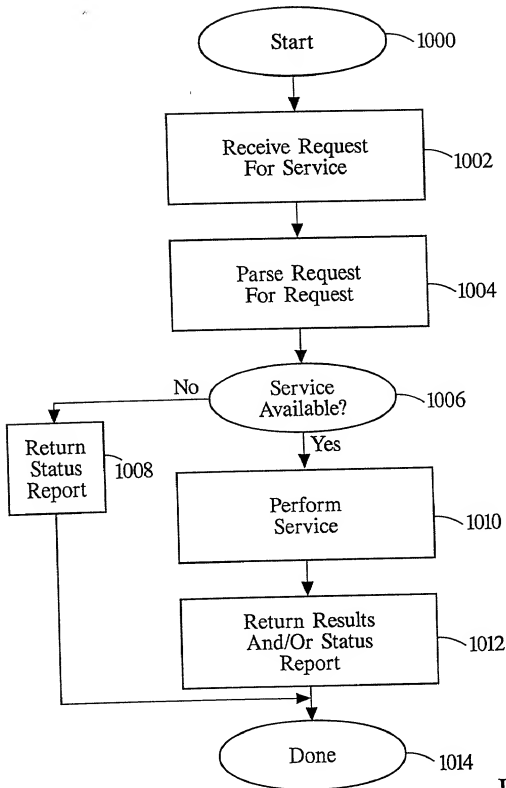 Start
1000
Receive Request
For Service
1002
Parse Request
For Request
1004
Service
Available?
1006
No
Yes
Return
Status
Report
1008
Perform
Service
1010
Return Results
And/Or Status
Report
1012
Done
1014